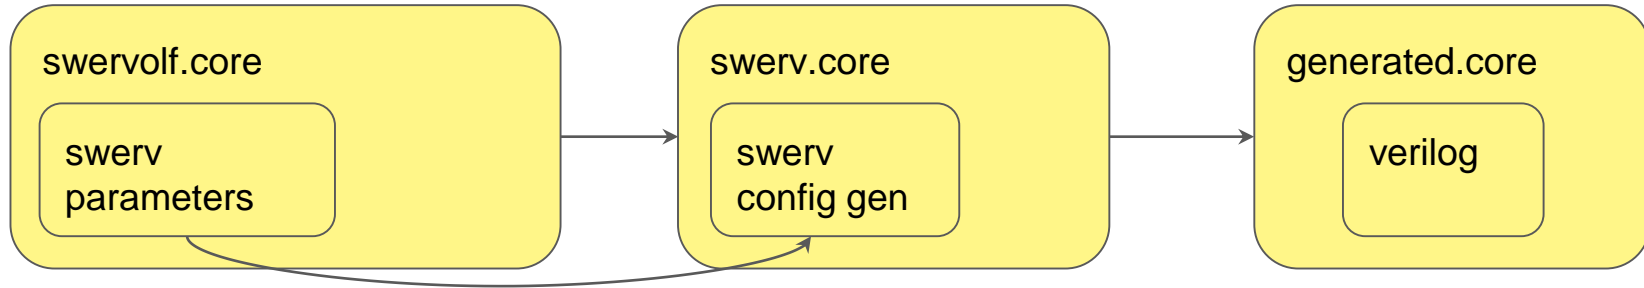 swervolf.core
swerv
parameters
swerv.core
swerv
config gen
generated.core
verilog